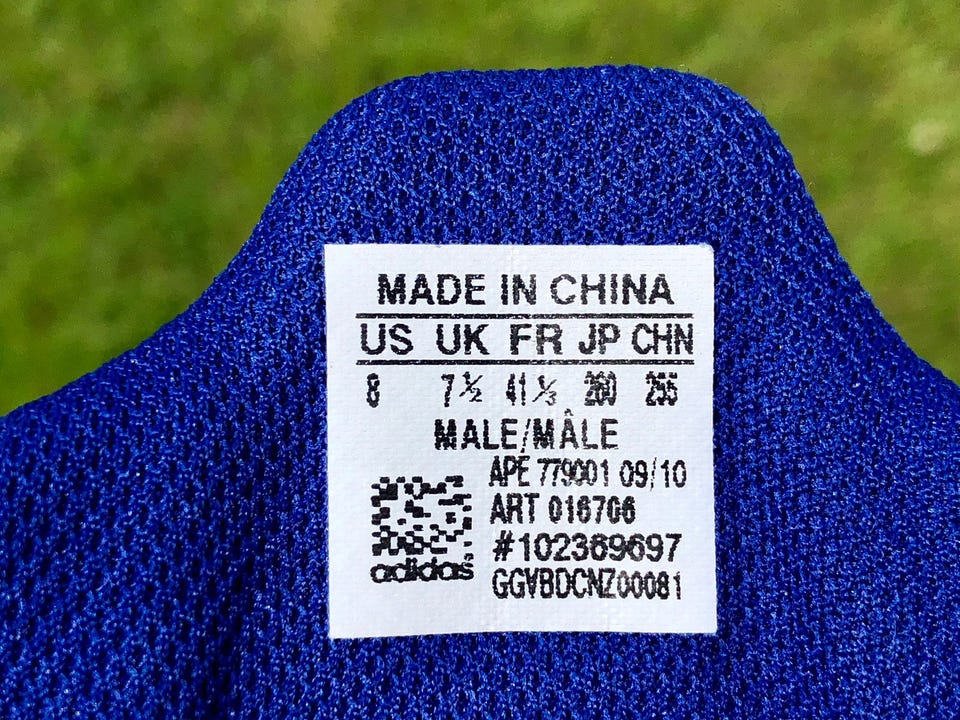 MADE IN CHINA
US UK FR JP CHN
8 7½ 41⅓ 260 255
MALE/MÂLE
APE 779001 09/10
ART 016706
#102369697
adidas GGVBDCNZ00081